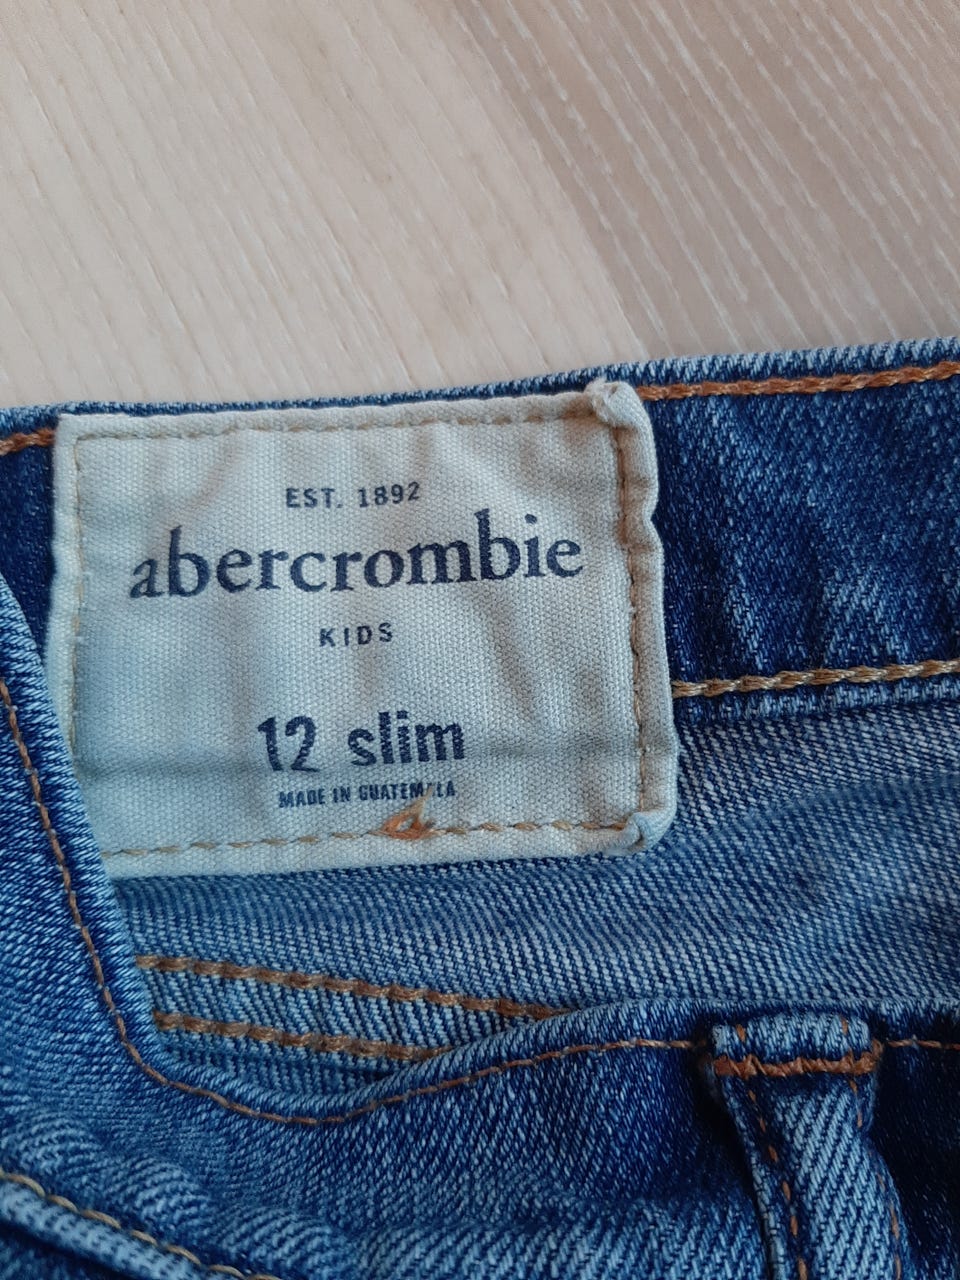 EST. 1892
abercrombie
KIDS
12 slim
MADE IN GUATEMALA